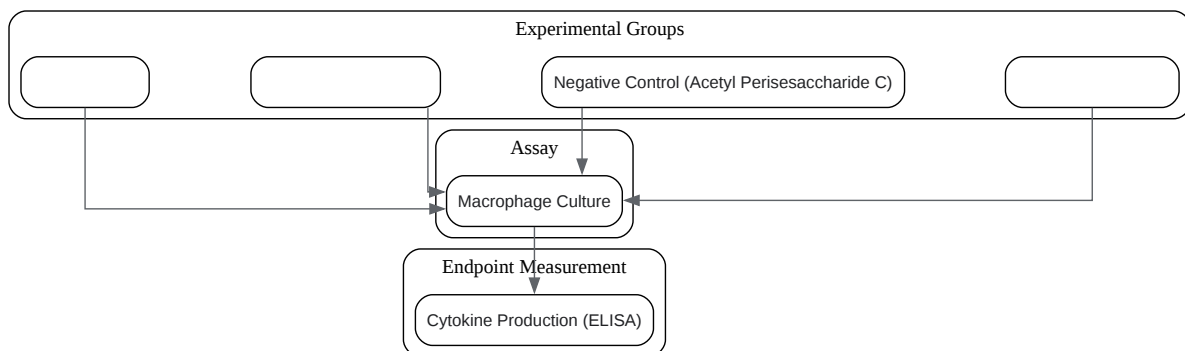 Experimental Groups
Negative Control (Acetyl Perisesaccharide C)
Assay
Macrophage Culture
Endpoint Measurement
Cytokine Production (ELISA)